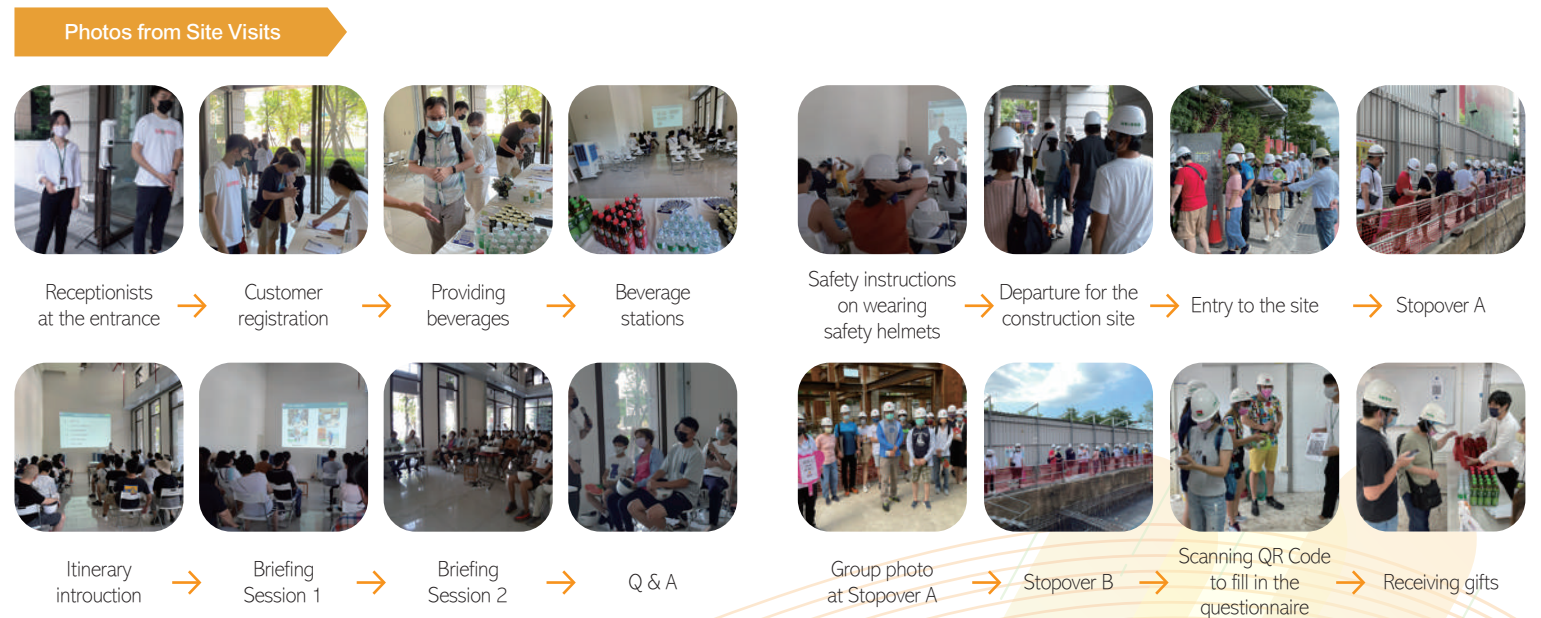 Photos from Site Visits
Receptionists
at the entrance
→
Customer
registration
→
Providing
beverages
→
Beverage
stations
Itinerary
introuction
→
Briefing
Session 1
→
Briefing
Session 2
→
Q & A
Safety instructions
on wearing
safety helmets
→
Departure for the
construction site
→
Entry to the site
→
Stopover A
Group photo
at Stopover A
→
Stopover B
→
Scanning QR Code
to fill in the
questionnaire
→
Receiving gifts